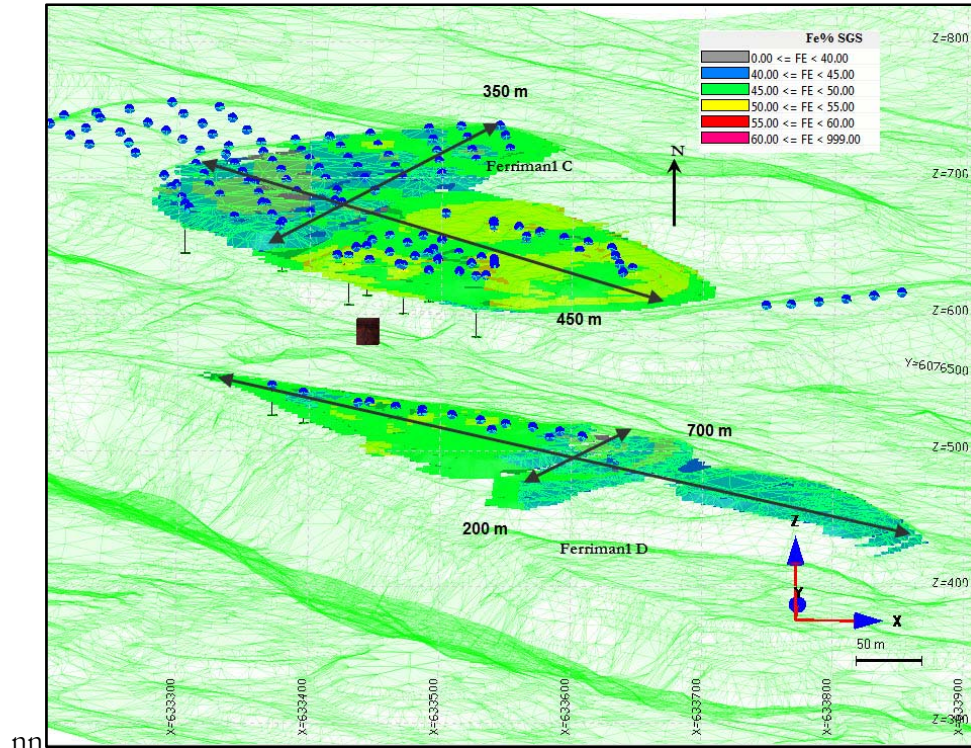 Z=800
Fe% SGS
0.00 <= FE < 40.00
40.00 <= FE < 45.00
45.00 <= FE < 50.00
50.00 <= FE < 55.00
55.00 <= FE < 60.00
60.00 <= FE < 999.00
350 m
Ferriman1 C
N
Z=700
450 m
Z=600
Y=6076500
700 m
Z=500
200 m
Ferriman1 D
Z
Y
X
Z=400
50 m
X=633300
X=633400
X=633500
X=633600
X=633700
X=633800
X=633900
Z=300
nn